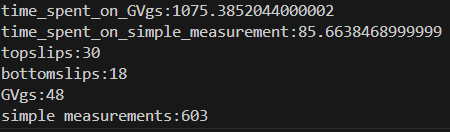 time_spent_on_GVgs:1075.3852044000002
time_spent_on_simple_measurement:85.6638468999999
topslips:30
bottomslips:18
GVgs:48
simple measurements:603